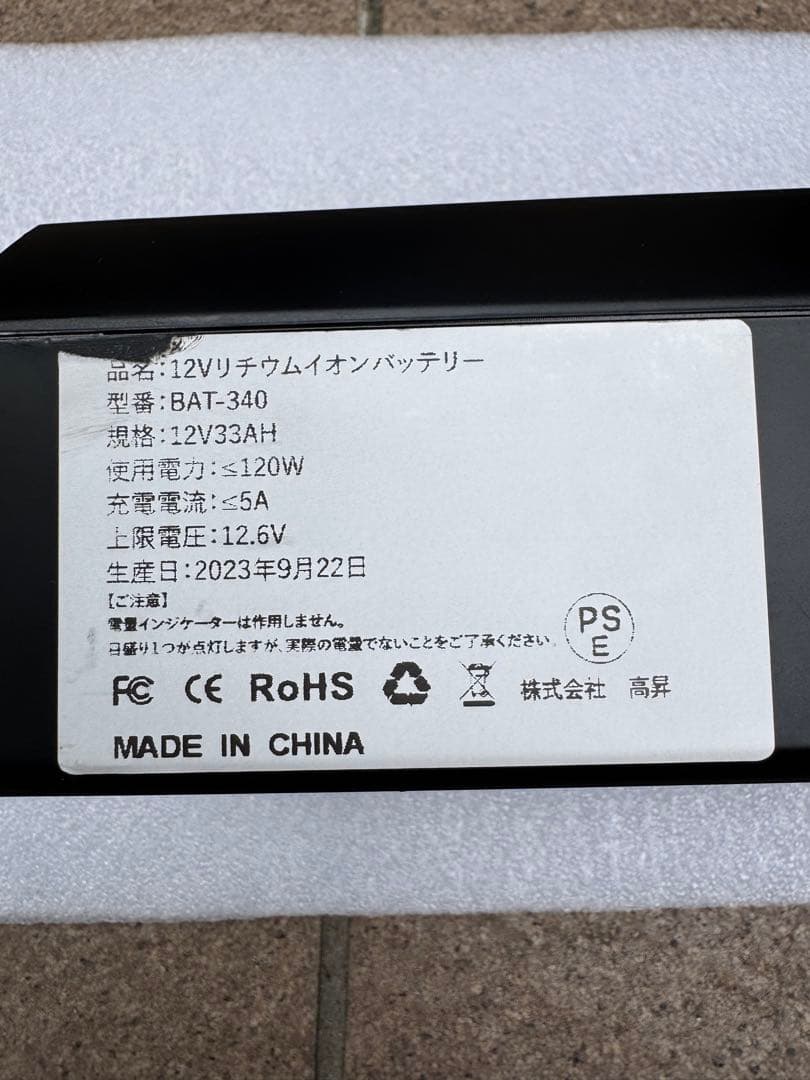 品名:12Vリチウムイオンバッテリー
型番:BAT-340
規格:12V33AH
使用電力:≤120W
充電電流:≤5A
上限電圧:12.6V
生産日:2023年9月22日
【ご注意】
電量インジケーターは作用しません。
目盛り1つが点灯しますが、実際の電量でないことをご了承ください。
PS
E
FC CE RoHS 株式会社 高昇
MADE IN CHINA